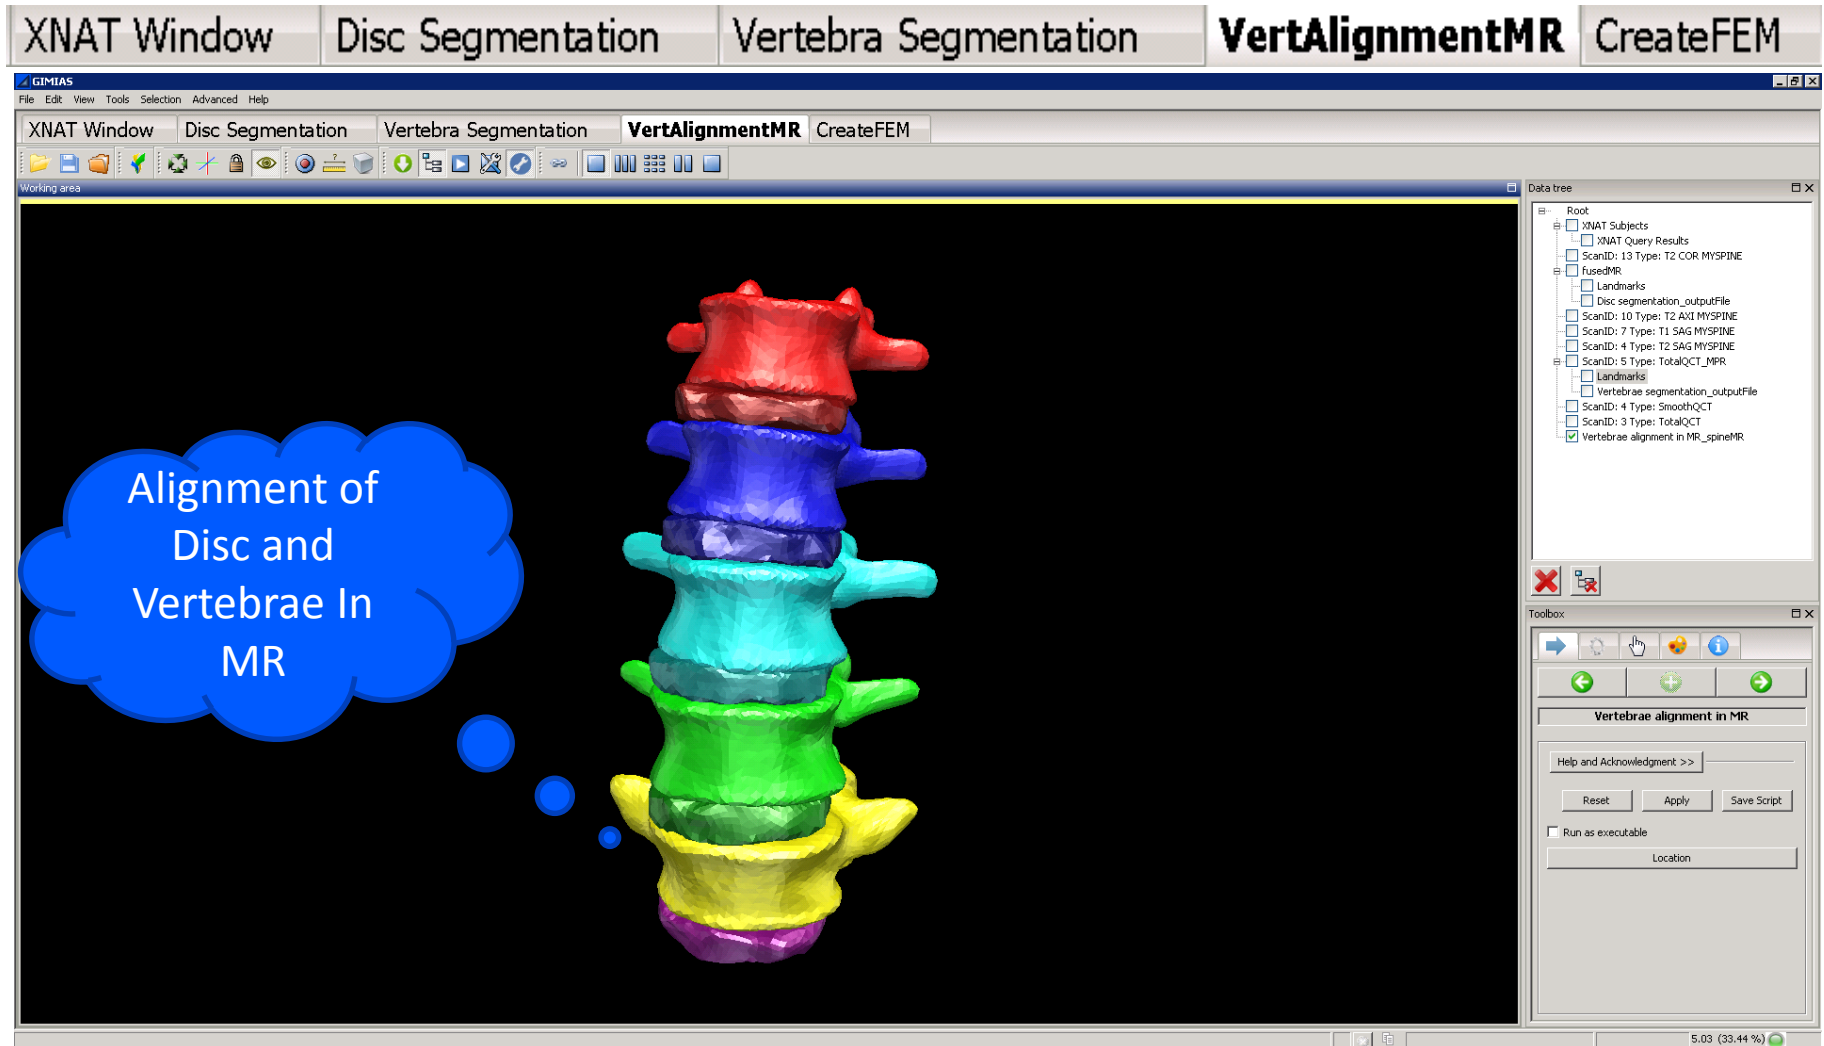 XNAT Window Disc Segmentation Vertebra Segmentation VertAlignmentMR CreateFEM
GIMIAS
File Edit View Tools Selection Advanced Help
XNAT Window Disc Segmentation Vertebra Segmentation VertAlignmentMR CreateFEM
Working area
Alignment of
Disc and
Vertebrae In
MR
Data tree
Root
XNAT Subjects
XNAT Query Results
ScanID: 13 Type: T2 COR MYSPINE
fusedMR
Landmarks
Disc segmentation_outputFile
ScanID: 10 Type: T2 AXI MYSPINE
ScanID: 7 Type: T1 SAG MYSPINE
ScanID: 4 Type: T2 SAG MYSPINE
ScanID: 5 Type: TotalQCT_MPR
Landmarks
Vertebrae segmentation_outputFile
ScanID: 4 Type: SmoothQCT
ScanID: 3 Type: TotalQCT
Vertebrae alignment in MR_spineMR
Toolbox
Vertebrae alignment in MR
Help and Acknowledgment >>
Reset Apply Save Script
Run as executable
Location
5.03 (33.44 %)